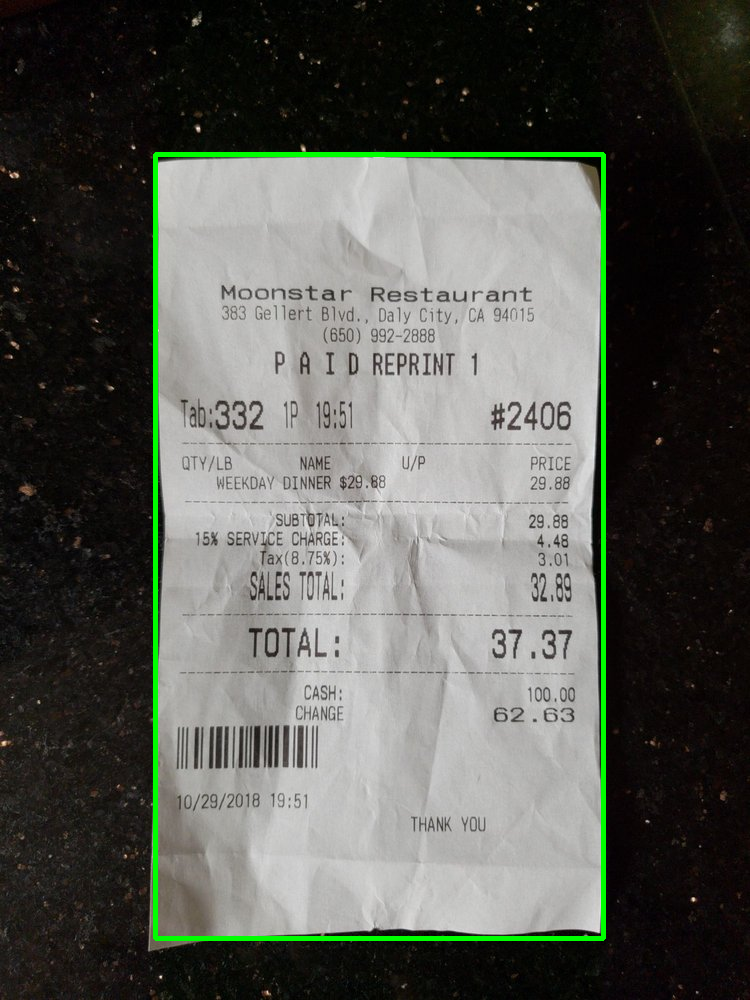 Moonstar Restaurant
383 Gellert Blvd., Daly City, CA 94015
(650) 992-2888
P A I D REPRINT 1
Tab:332 1P 19:51 #2406
QTY/LB NAME U/P PRICE
WEEKDAY DINNER $29.88 29.88
SUBTOTAL: 29.88
15% SERVICE CHARGE: 4.48
Tax(8.75%): 3.01
SALES TOTAL: 32.89
TOTAL: 37.37
CASH: 100.00
CHANGE 62.63
10/29/2018 19:51
THANK YOU